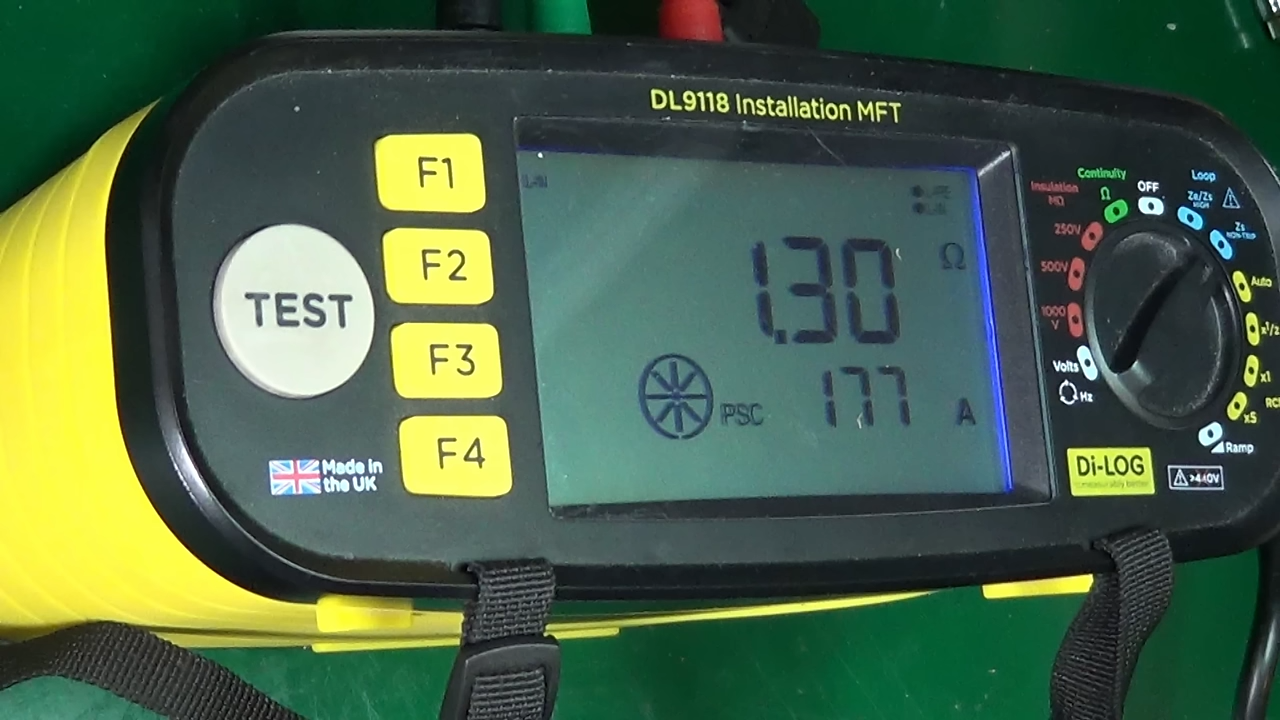 DL9118 Installation MFT
F1
F2
F3
F4
TEST
Made in
the UK
1.30 Ω
PSC 177 A
Continuity
Ω
Insulation
MΩ
250V
500V
1000
V
Volts
Hz
OFF
Loop
Ze/Zs
HIGH
Zs
NON-TRIP
Auto
x1/2
x1
x5
Ramp
Di-LOG
measurably better
>440V